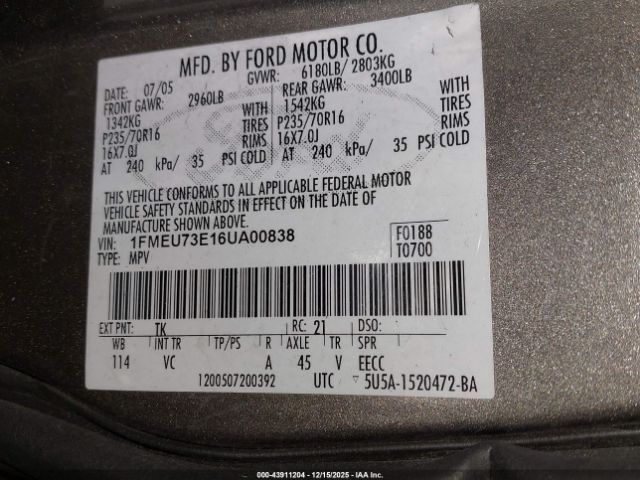 MFD. BY FORD MOTOR CO.
DATE: 07/05 GVWR: 6180LB/ 2803KG
FRONT GAWR: 2960LB REAR GAWR: 3400LB
1342KG WITH 1542KG WITH
P235/70R16 TIRES P235/70R16 TIRES
16X7.0J RIMS 16X7.0J RIMS
AT 240 kPa/ 35 PSI COLD AT 240 kPa/ 35 PSI COLD
THIS VEHICLE CONFORMS TO ALL APPLICABLE FEDERAL MOTOR
VEHICLE SAFETY STANDARDS IN EFFECT ON THE DATE OF
MANUFACTURE SHOWN ABOVE.
VIN: 1FMEU73E16UA00838 F0188
TYPE: MPV T0700
EXT PNT: TK RC: 21 DSO:
WB INT TR TP/PS R AXLE TR SPR
114 VC A 45 V EECC
1200507200392 UTC ▽ 5U5A-1520472-BA
000-43911204 - 12/15/2025 - IAA Inc.